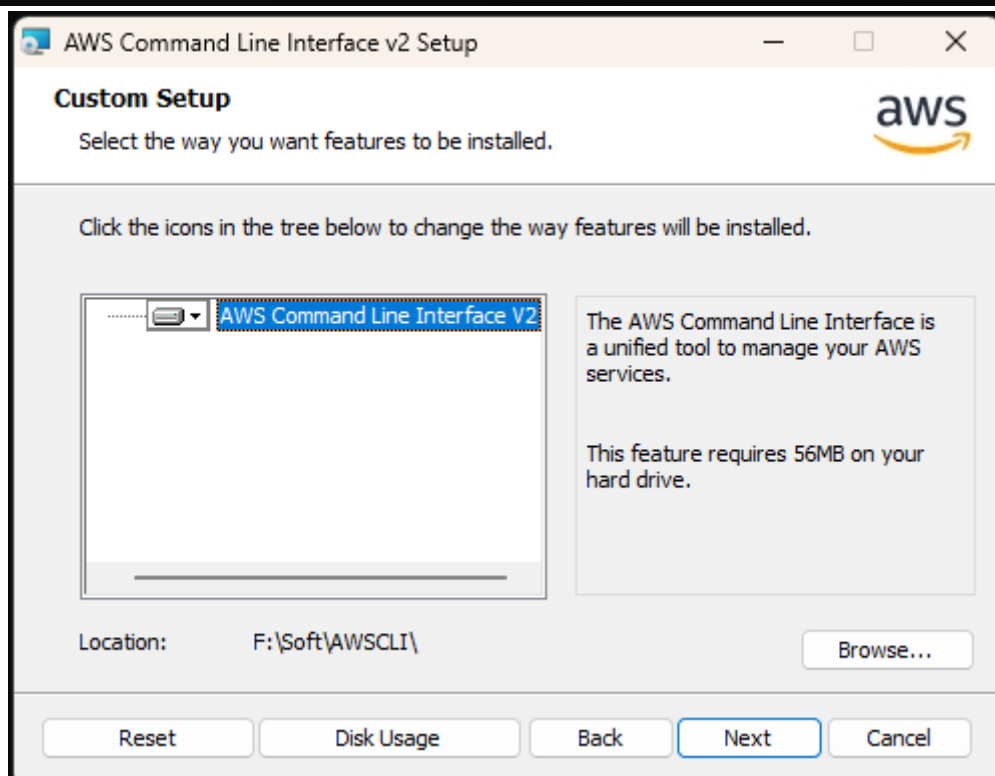 AWS Command Line Interface v2 Setup
Custom Setup
aws
Select the way you want features to be installed.
Click the icons in the tree below to change the way features will be installed.
AWS Command Line Interface V2
The AWS Command Line Interface is
a unified tool to manage your AWS
services.
This feature requires 56MB on your
hard drive.
Location: F:\Soft\AWSCLI\
Browse...
Reset Disk Usage Back Next Cancel